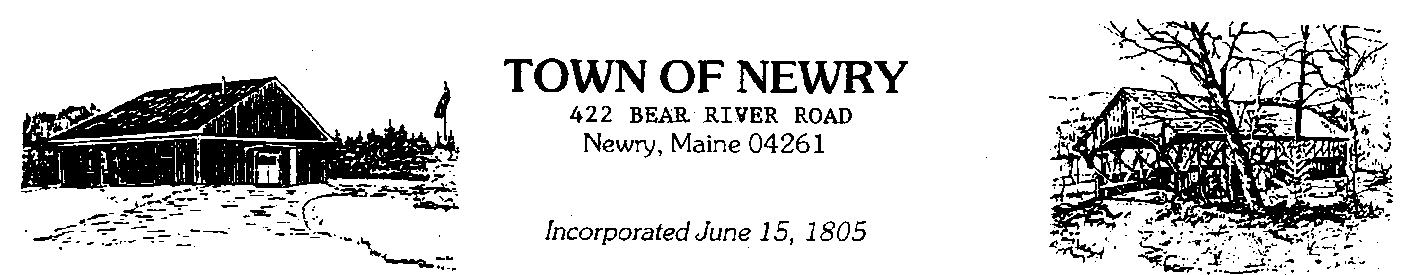 TOWN OF NEWRY
422 BEAR RIVER ROAD
Newry, Maine 04261
Incorporated June 15, 1805